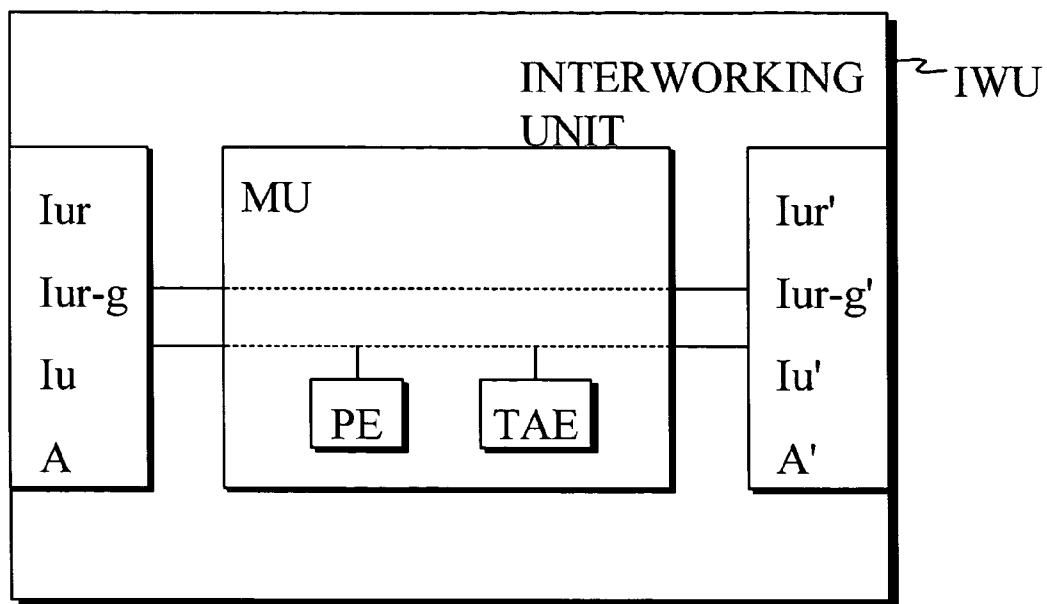 INTERWORKING
UNIT
IWU
Iur
Iur-g
Iu
A
MU
PE
TAE
Iur'
Iur-g'
Iu'
A'